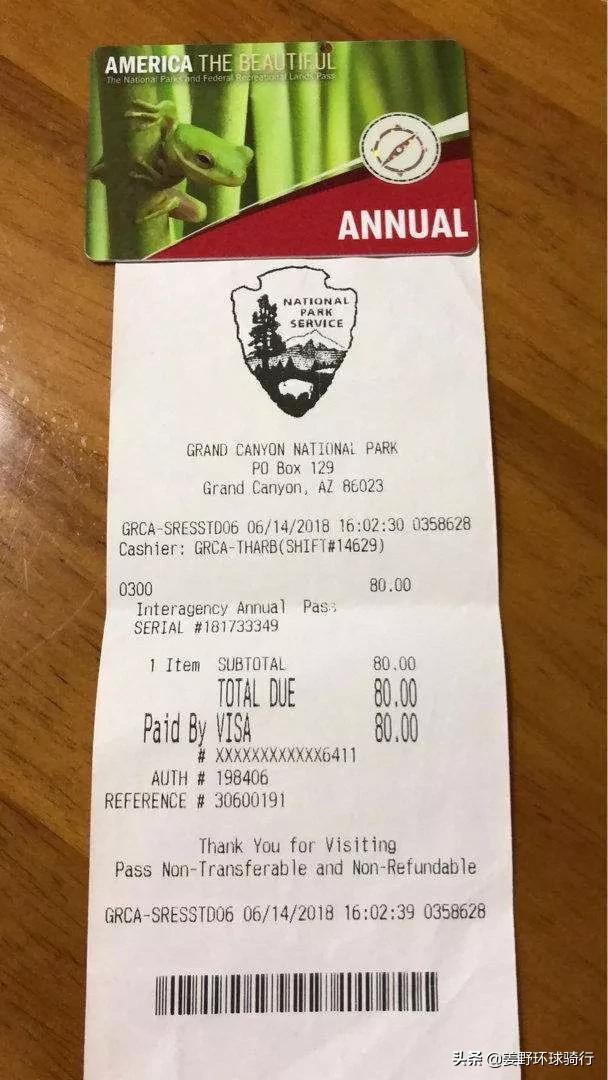 AMERICA THE BEAUTIFUL
The National Parks and Federal Recreational Lands Pass
ANNUAL
NATIONAL
PARK
SERVICE
GRAND CANYON NATIONAL PARK
PO Box 129
Grand Canyon, AZ 86023
GRCA-SRESSTD06 06/14/2018 16:02:30 0358628
Cashier: GRCA-THARB(SHIFT#14629)
0300 80.00
Interagency Annual Pass
SERIAL #181733349
1 Item SUBTOTAL 80.00
TOTAL DUE 80.00
Paid By VISA 80.00
# XXXXXXXXXXXX6411
AUTH # 198406
REFERENCE # 30600191
Thank You for Visiting
Pass Non-Transferable and Non-Refundable
GRCA-SRESSTD06 06/14/2018 16:02:39 0358628
头条 @姜野环球骑行